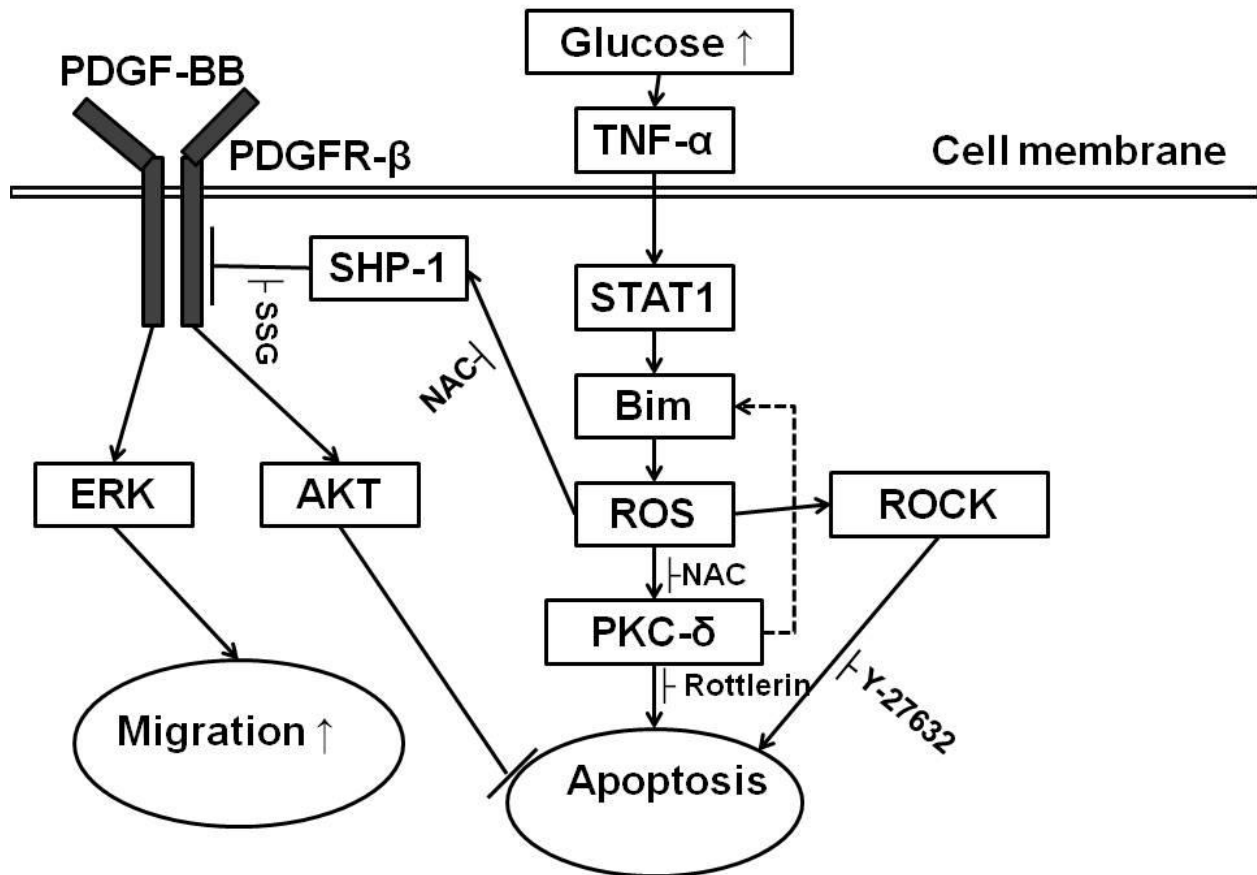 Glucose ↑
PDGF-BB
TNF-α
PDGFR-β
Cell membrane
SHP-1
STAT1
SSG
NAC
Bim
ERK
AKT
ROS
ROCK
NAC
PKC-δ
Rottlerin
Y-27632
Migration ↑
Apoptosis